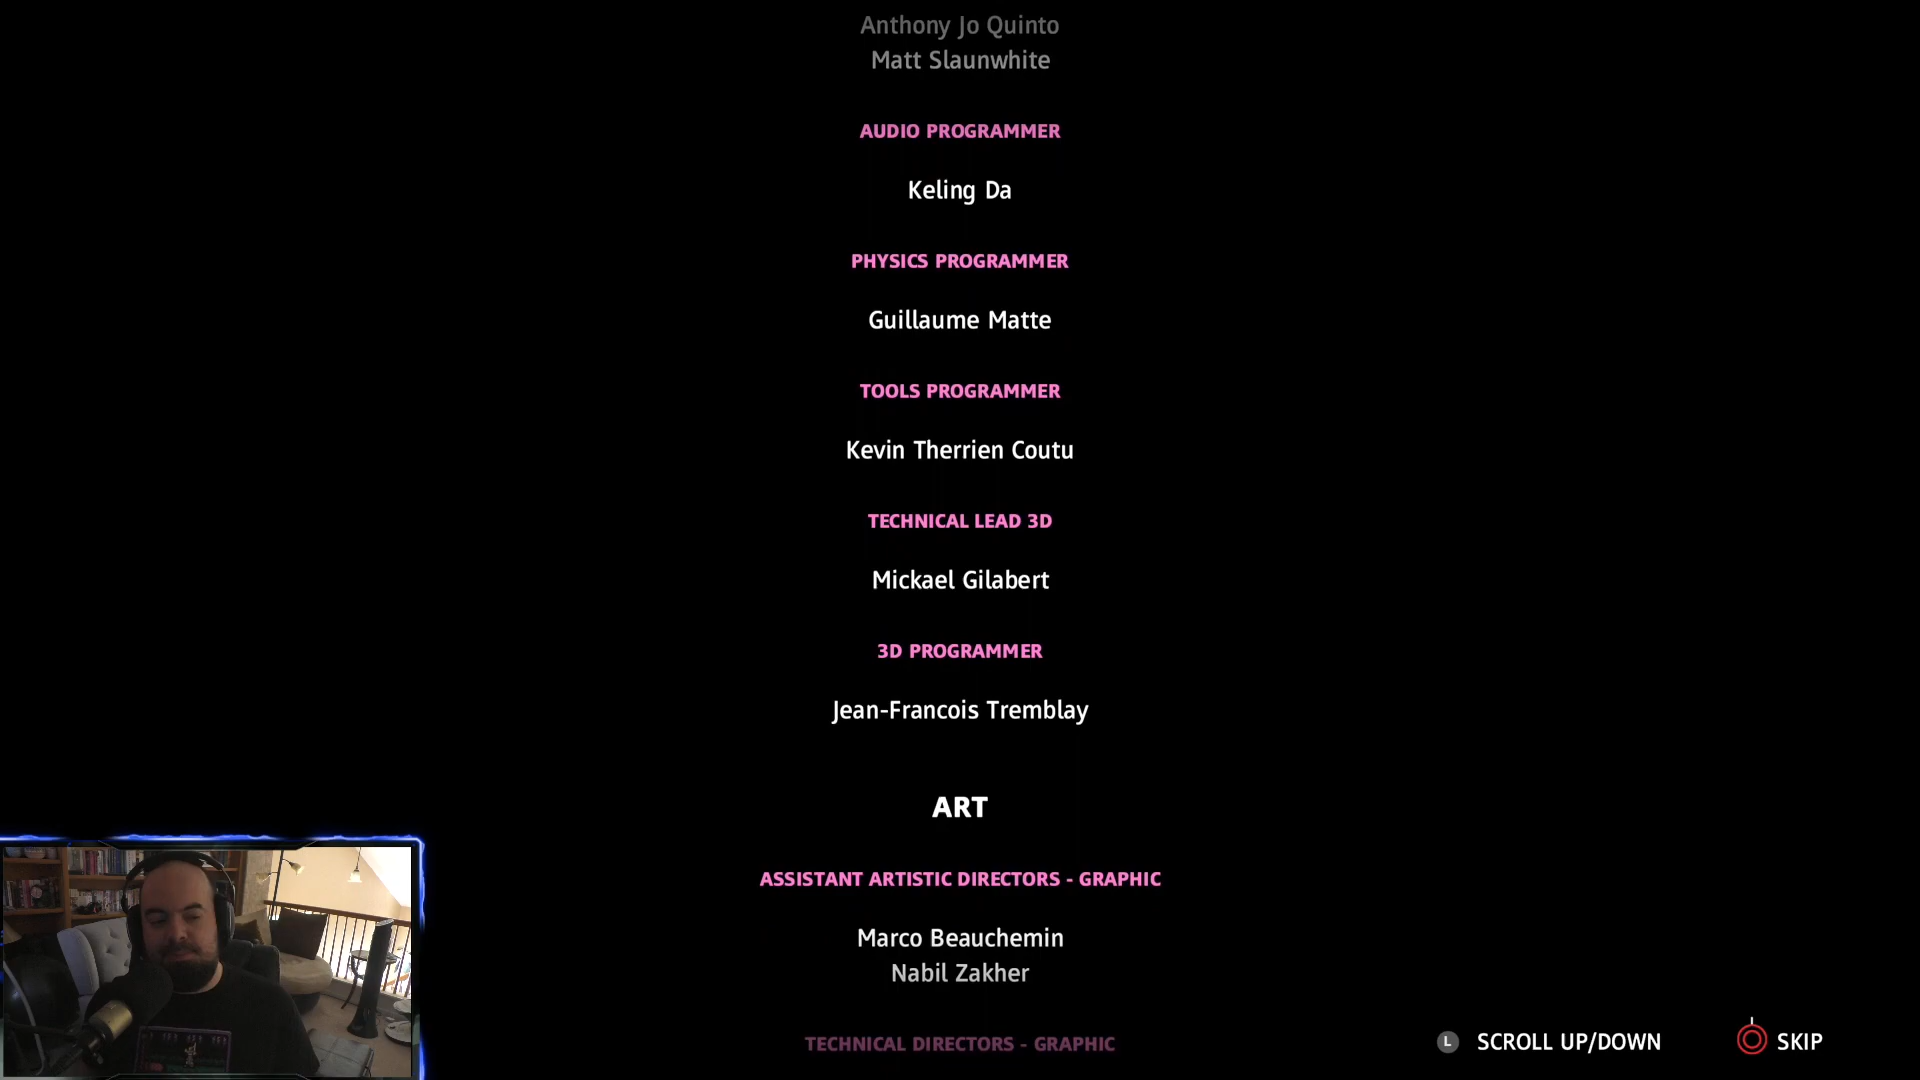 Anthony Jo Quinto
Matt Slaunwhite
AUDIO PROGRAMMER
Keling Da
PHYSICS PROGRAMMER
Guillaume Matte
TOOLS PROGRAMMER
Kevin Therrien Coutu
TECHNICAL LEAD 3D
Mickael Gilabert
3D PROGRAMMER
Jean-Francois Tremblay
ART
ASSISTANT ARTISTIC DIRECTORS - GRAPHIC
Marco Beauchemin
Nabil Zakher
TECHNICAL DIRECTORS - GRAPHIC
L SCROLL UP/DOWN SKIP